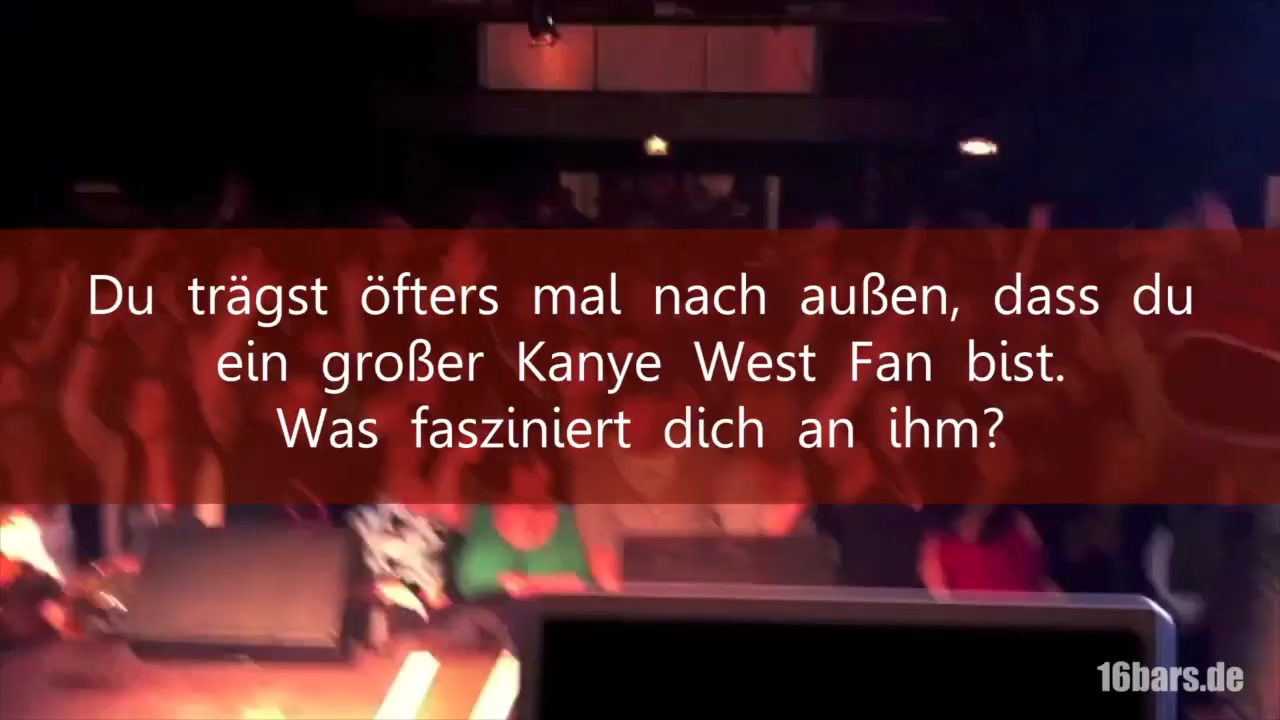 Du trägst öfters mal nach außen, dass du
ein großer Kanye West Fan bist.
Was fasziniert dich an ihm?
16bars.de